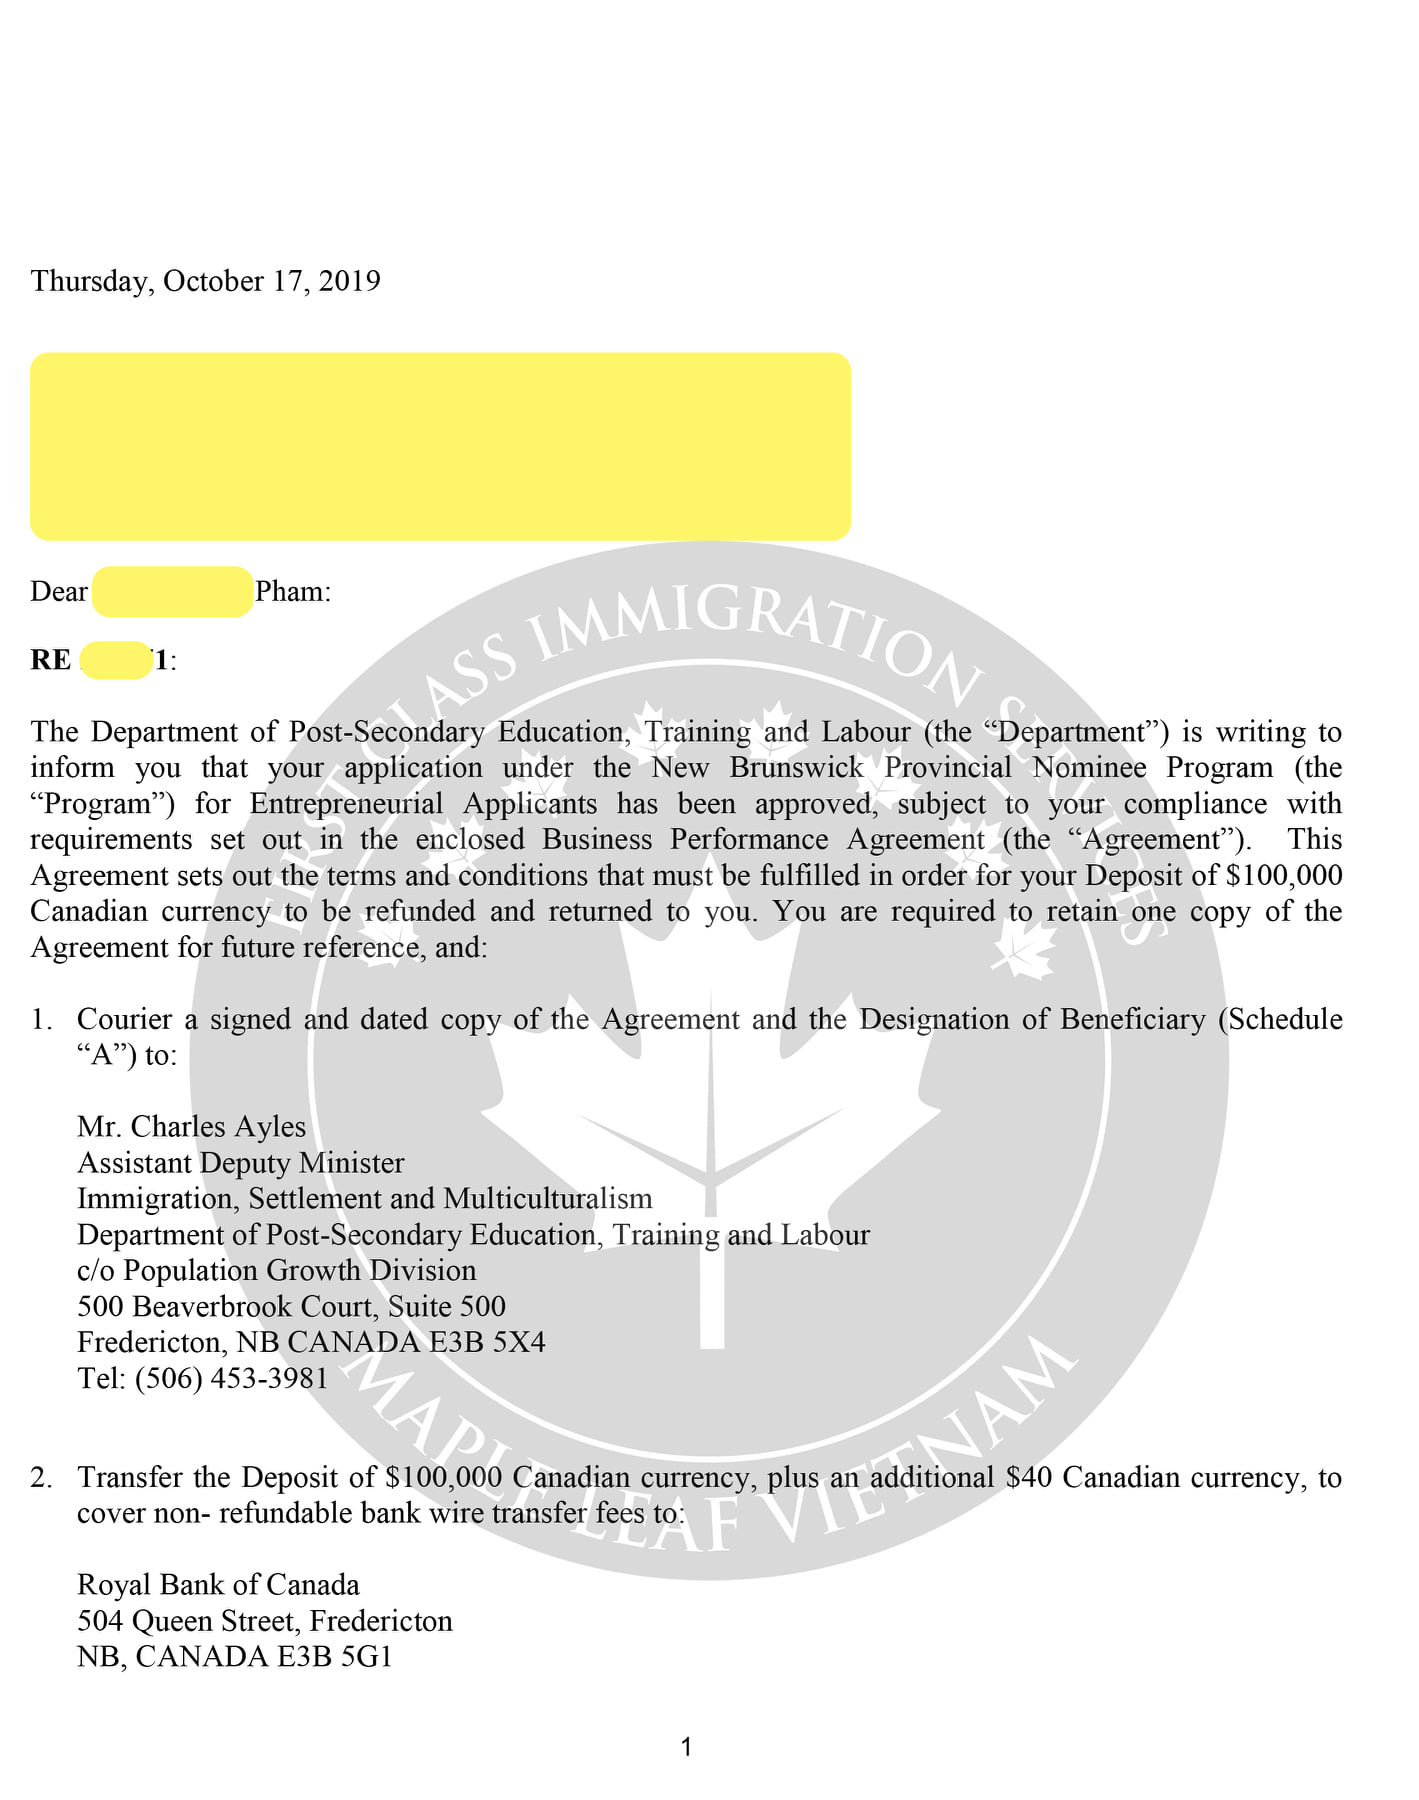 Thursday, October 17, 2019
Dear Pham:
RE 1:
FIRST CLASS IMMIGRATION SERVICES
The Department of Post-Secondary Education, Training and Labour (the “Department”) is writing to
inform you that your application under the New Brunswick Provincial Nominee Program (the
“Program”) for Entrepreneurial Applicants has been approved, subject to your compliance with
requirements set out in the enclosed Business Performance Agreement (the “Agreement”). This
Agreement sets out the terms and conditions that must be fulfilled in order for your Deposit of $100,000
Canadian currency to be refunded and returned to you. You are required to retain one copy of the
Agreement for future reference, and:
1. Courier a signed and dated copy of the Agreement and the Designation of Beneficiary (Schedule
“A”) to:
Mr. Charles Ayles
Assistant Deputy Minister
Immigration, Settlement and Multiculturalism
Department of Post-Secondary Education, Training and Labour
c/o Population Growth Division
500 Beaverbrook Court, Suite 500
Fredericton, NB CANADA E3B 5X4
Tel: (506) 453-3981
MAPLE LEAF VIETNAM
2. Transfer the Deposit of $100,000 Canadian currency, plus an additional $40 Canadian currency, to
cover non- refundable bank wire transfer fees to:
Royal Bank of Canada
504 Queen Street, Fredericton
NB, CANADA E3B 5G1
1